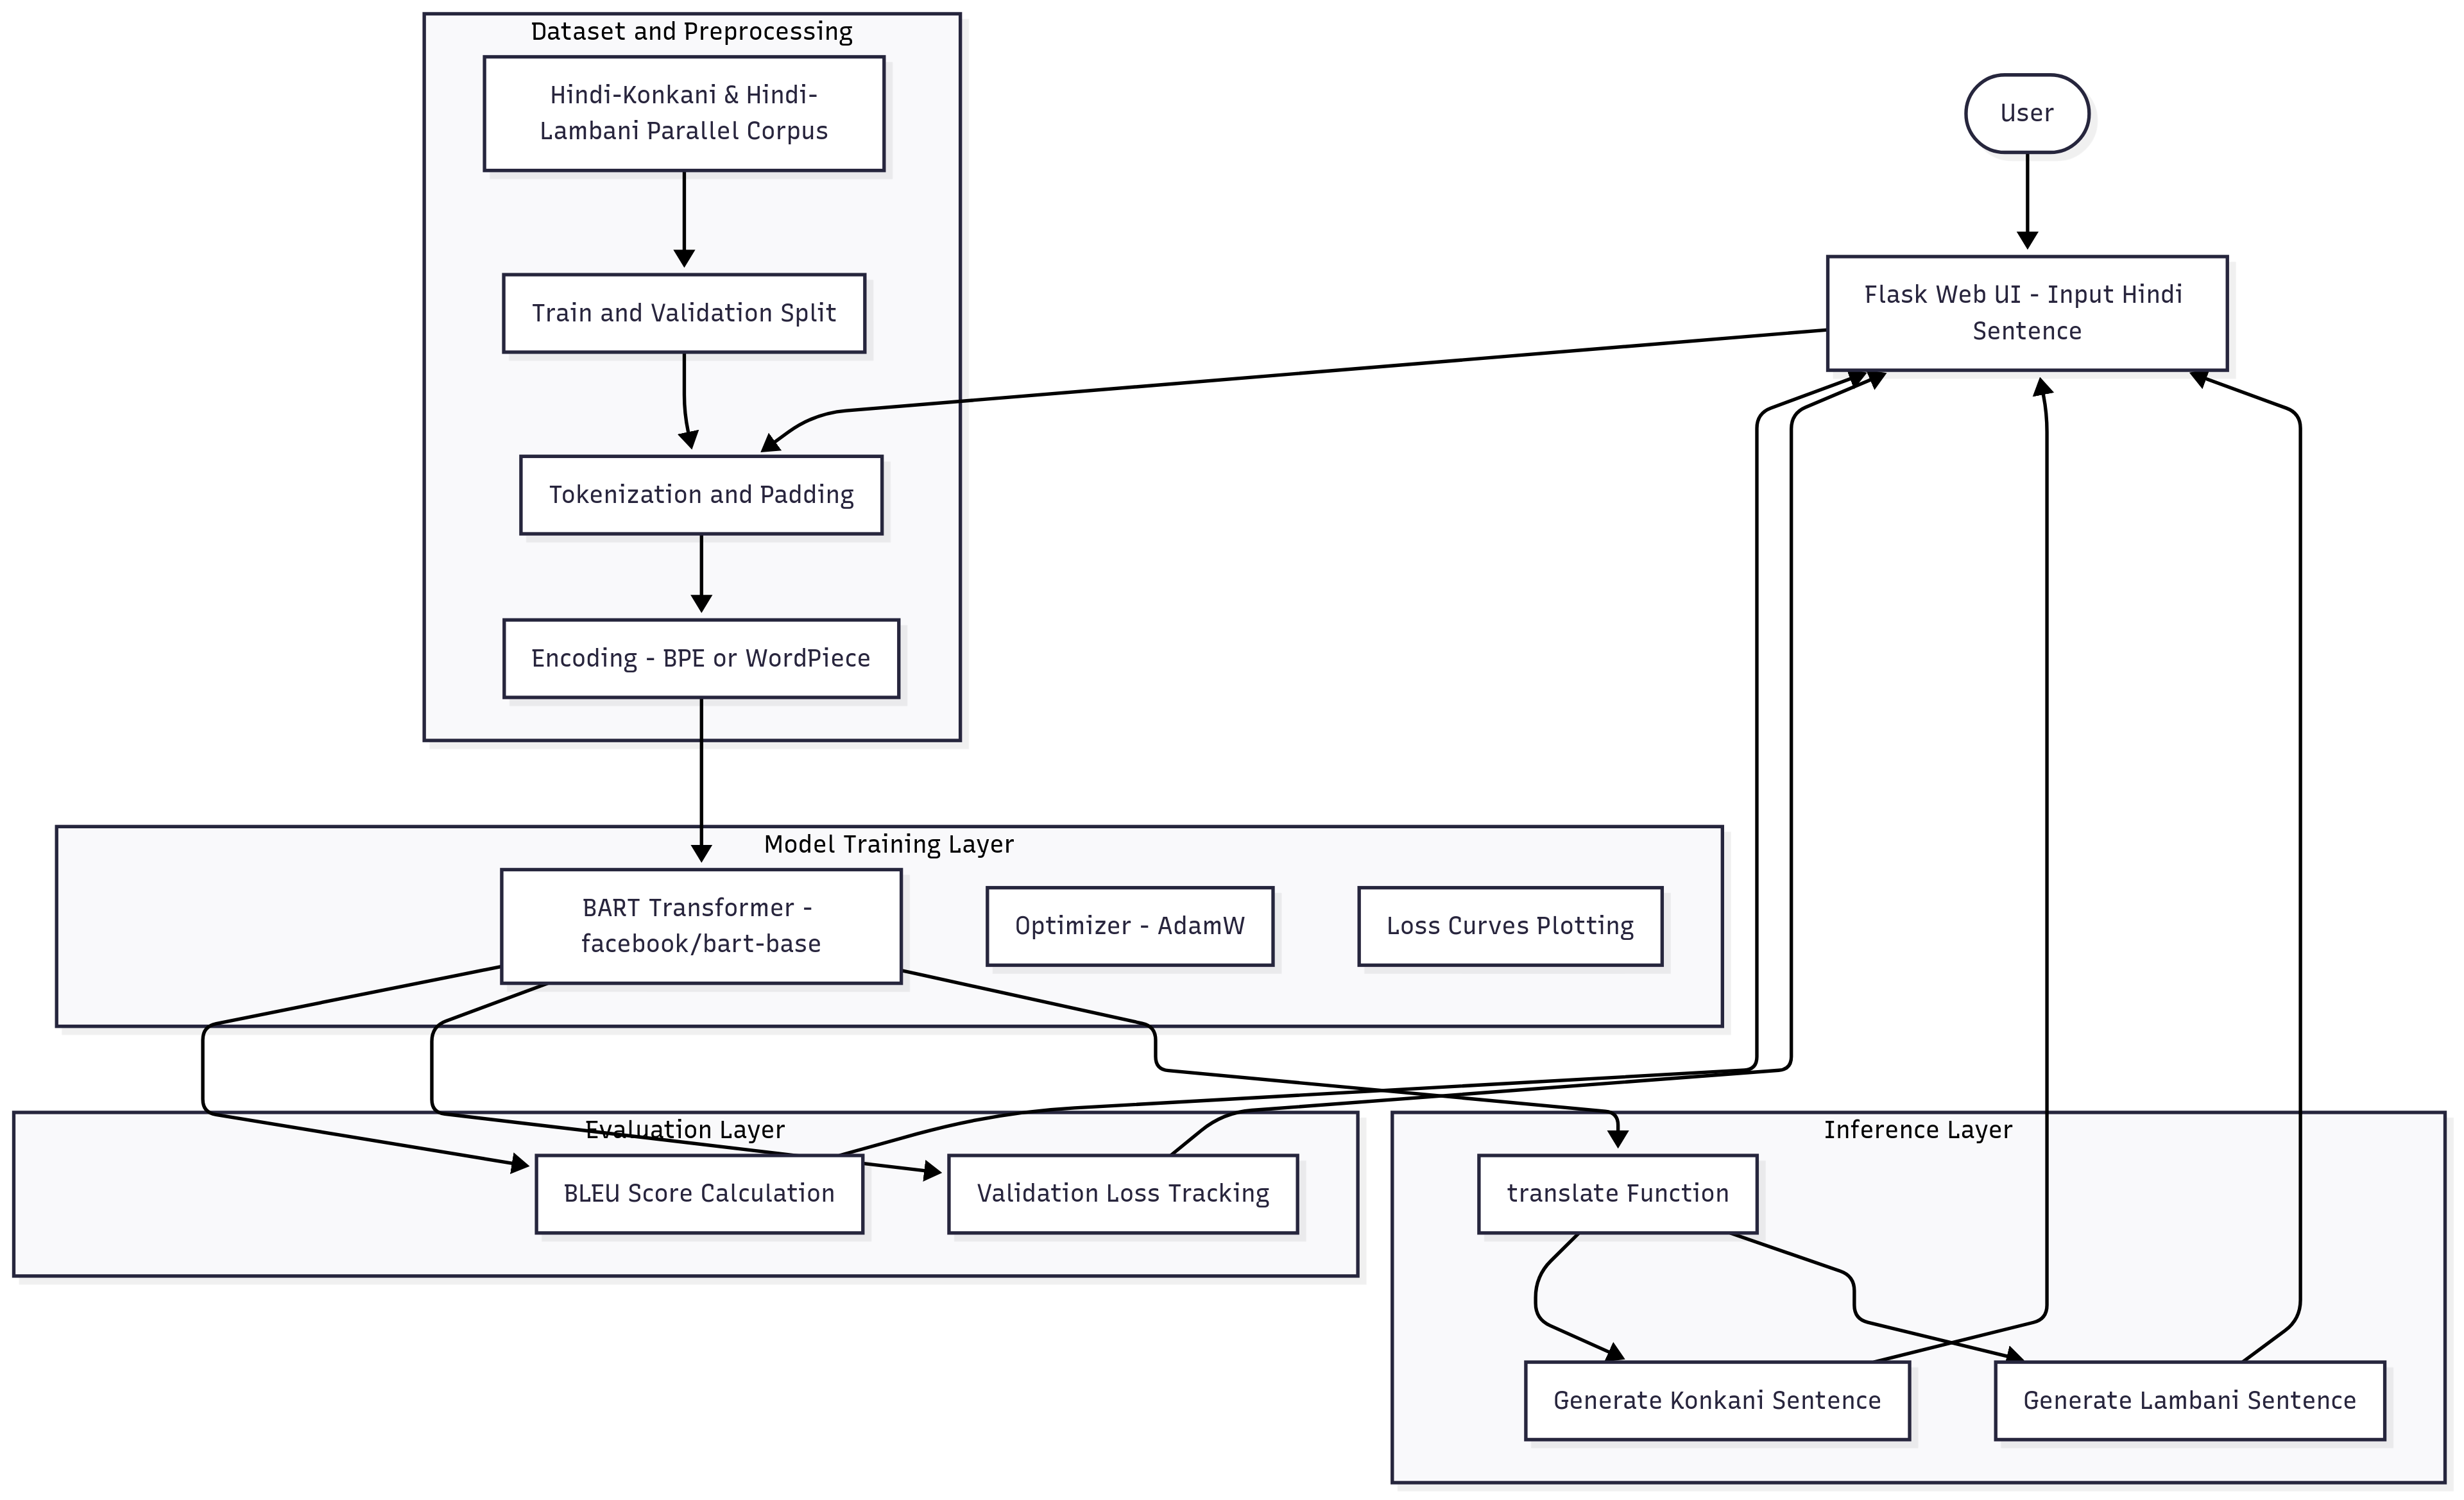 Dataset and Preprocessing
Hindi-Konkani & Hindi-
Lambani Parallel Corpus
Train and Validation Split
Tokenization and Padding
Encoding - BPE or WordPiece
User
Flask Web UI - Input Hindi
Sentence
Model Training Layer
BART Transformer -
facebook/bart-base
Optimizer - AdamW
Loss Curves Plotting
Evaluation Layer
BLEU Score Calculation
Validation Loss Tracking
Inference Layer
translate Function
Generate Konkani Sentence
Generate Lambani Sentence